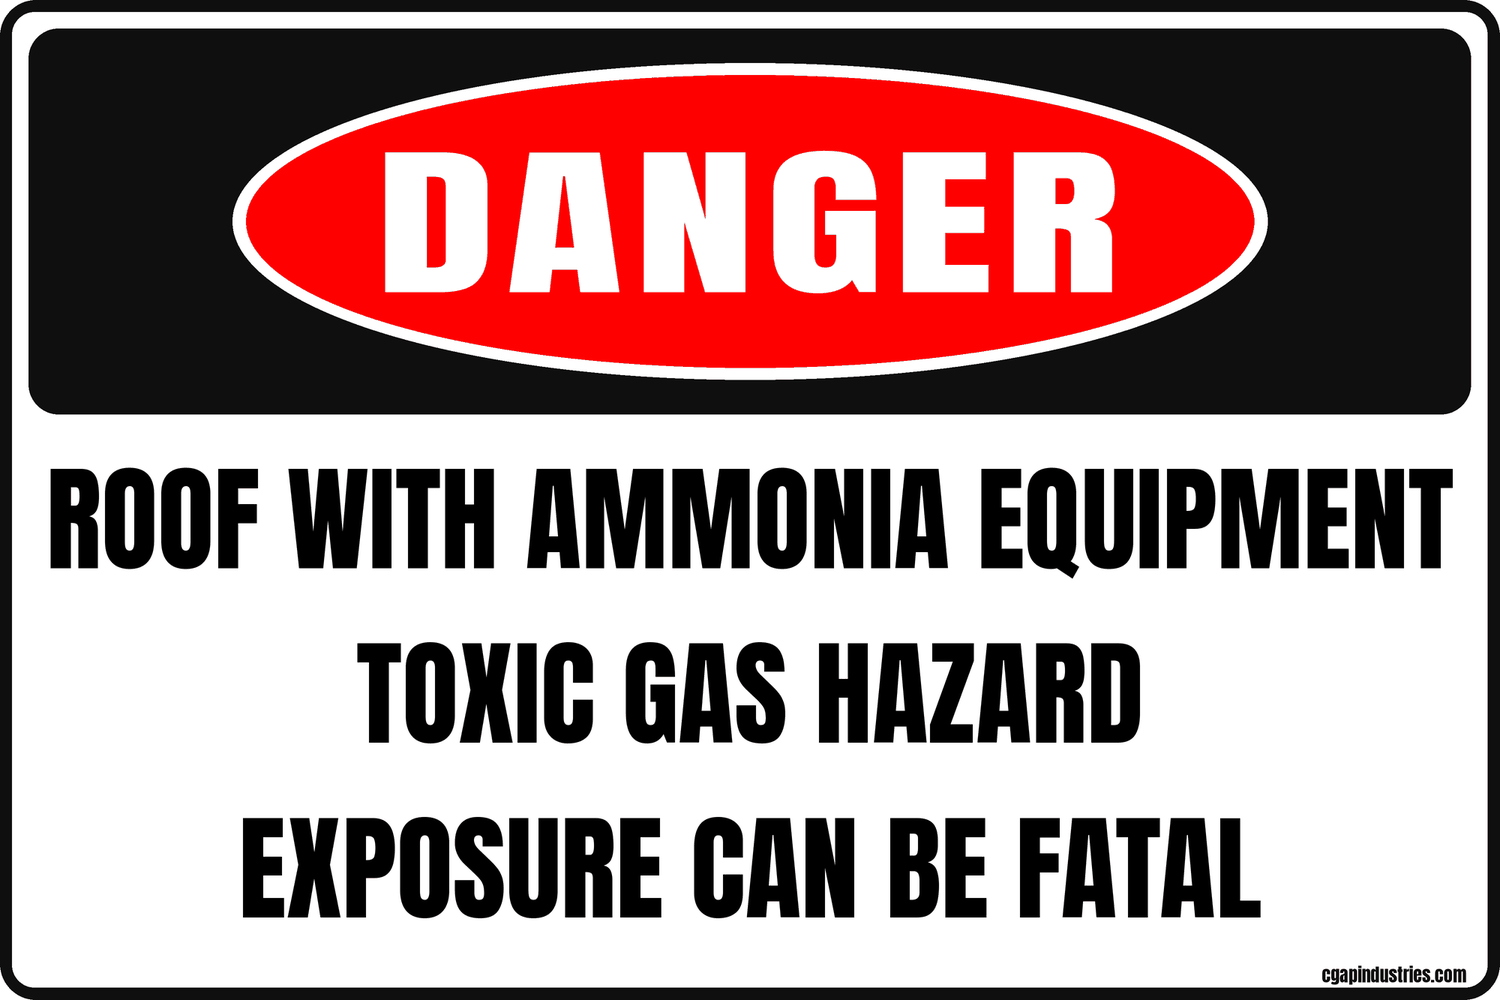 DANGER
ROOF WITH AMMONIA EQUIPMENT
TOXIC GAS HAZARD
EXPOSURE CAN BE FATAL
cgapindustries.com